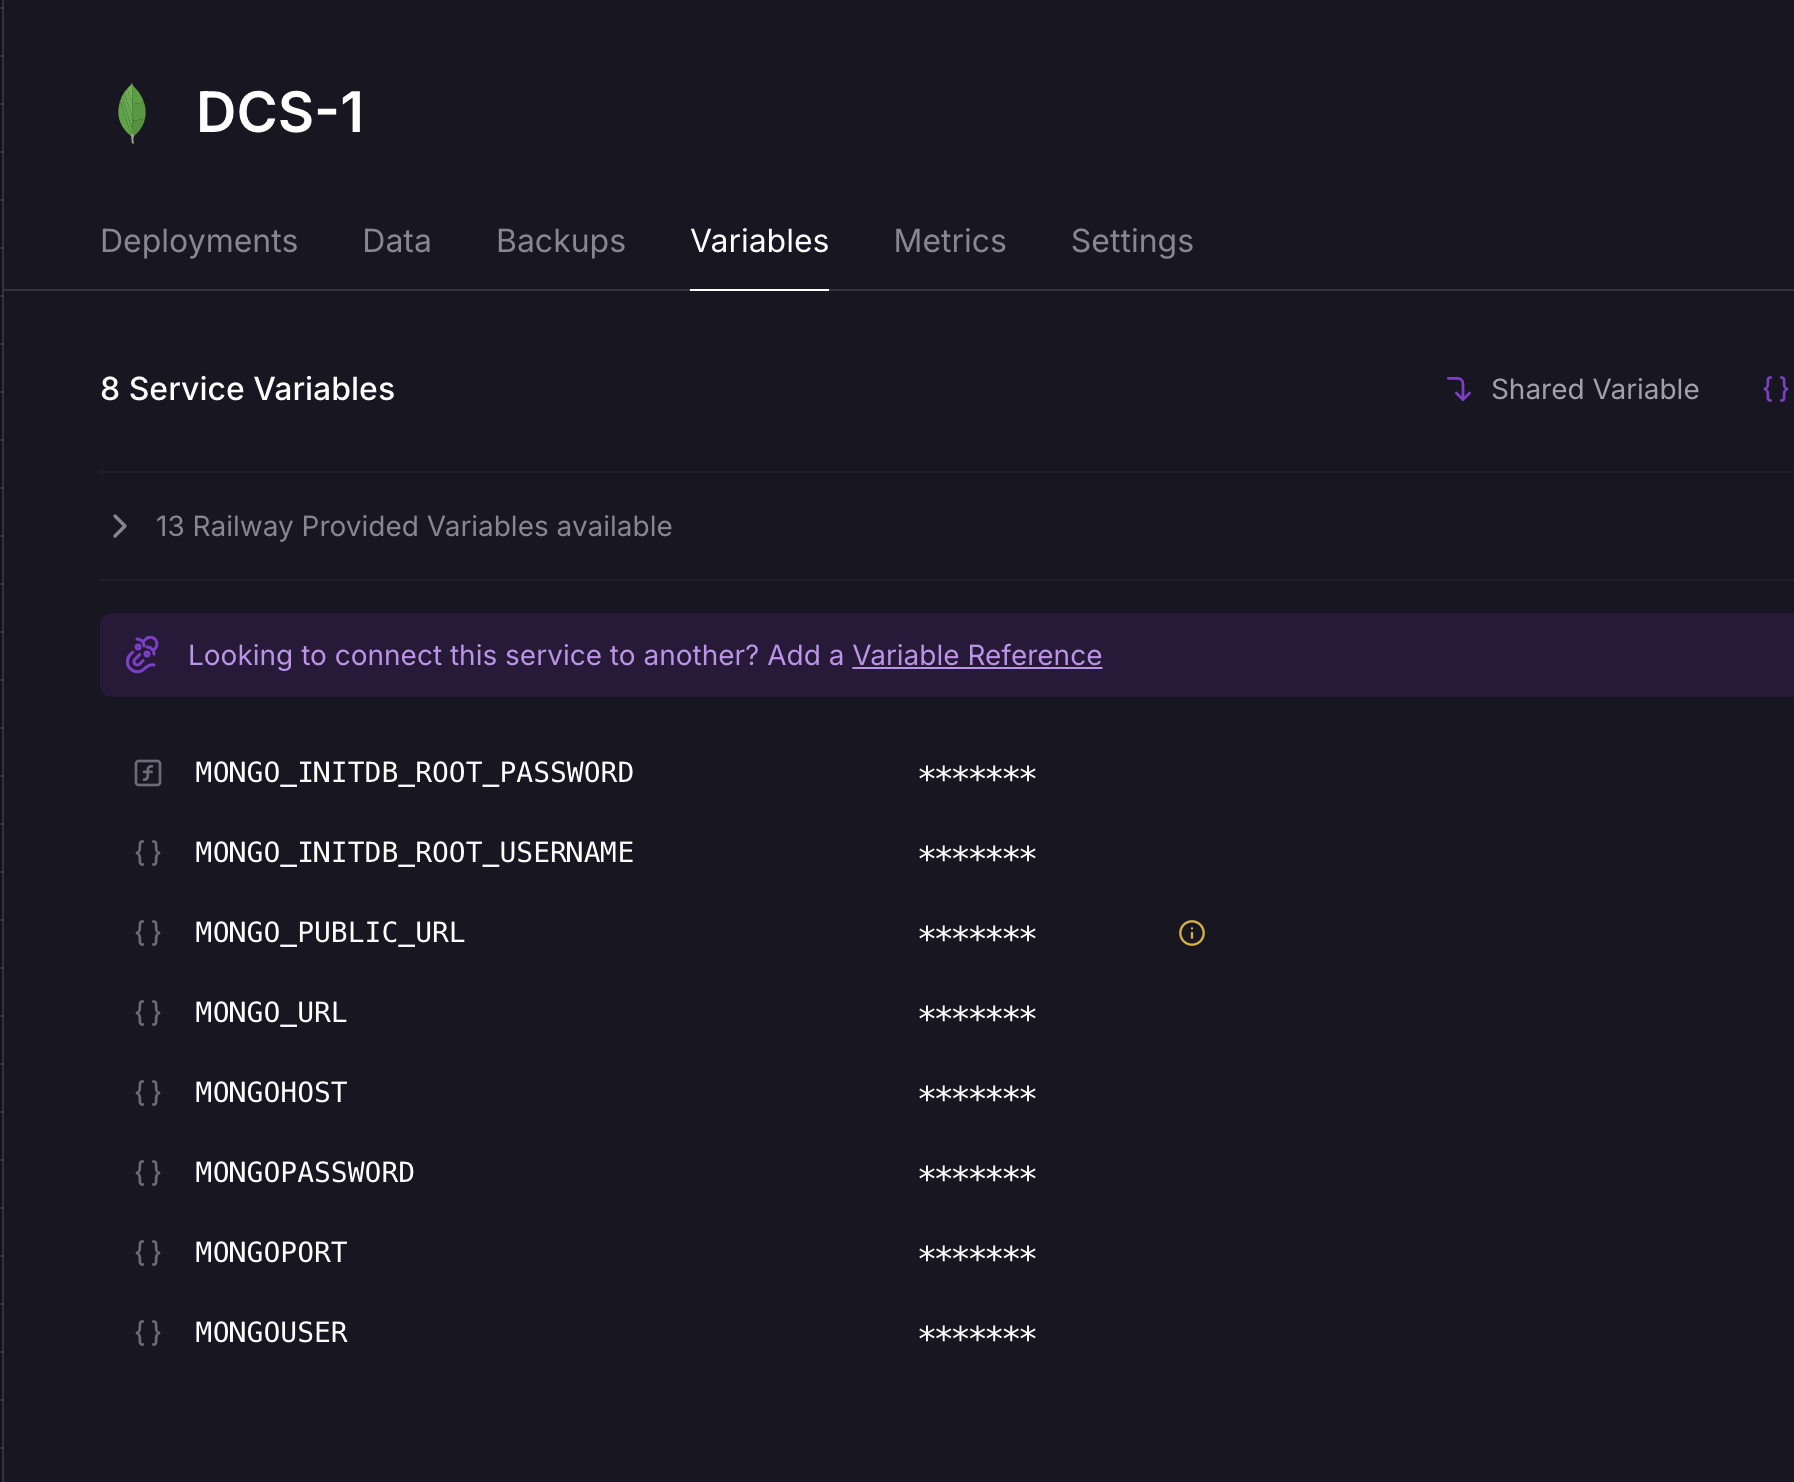 DCS-1
Deployments Data Backups Variables Metrics Settings
8 Service Variables
Shared Variable {}
13 Railway Provided Variables available
Looking to connect this service to another? Add a Variable Reference
MONGO_INITDB_ROOT_PASSWORD *******
{} MONGO_INITDB_ROOT_USERNAME *******
{} MONGO_PUBLIC_URL *******
{} MONGO_URL *******
{} MONGOHOST *******
{} MONGOPASSWORD *******
{} MONGOPORT *******
{} MONGOUSER *******